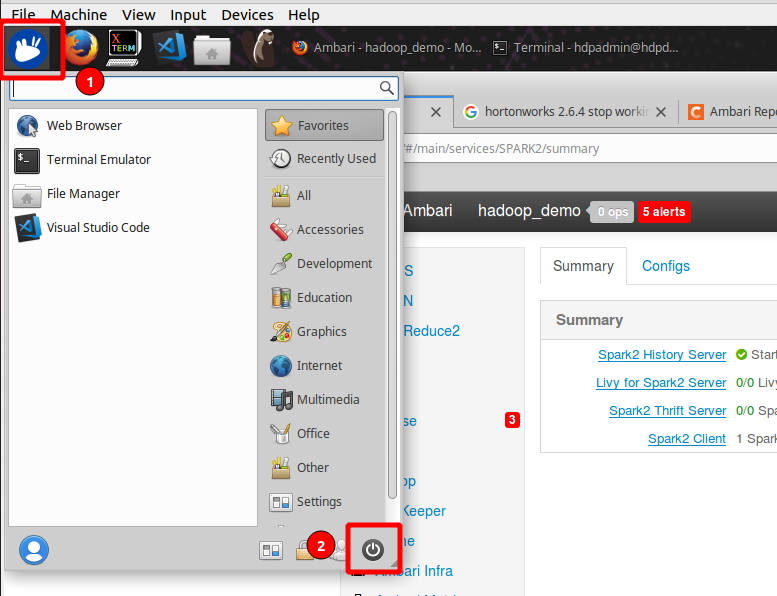 File Machine View Input Devices Help
X TERM
Ambari - hadoop_demo - Mo...
Terminal - hdpadmin@hdpd...
1
hortonworks 2.6.4 stop workin
Ambari Repo
/#/main/services/SPARK2/summary
Ambari hadoop_demo 0 ops 5 alerts
Web Browser
Terminal Emulator
File Manager
Visual Studio Code
Favorites
Recently Used
All
Accessories
Development
Education
Graphics
Internet
Multimedia
Office
Other
Settings
2
S
N
Reduce2
se
3
op
Keeper
me
Ambari Infra
Summary Configs
Summary
Spark2 History Server Start
Livy for Spark2 Server 0/0 Livy
Spark2 Thrift Server 0/0 Spa
Spark2 Client 1 Spark